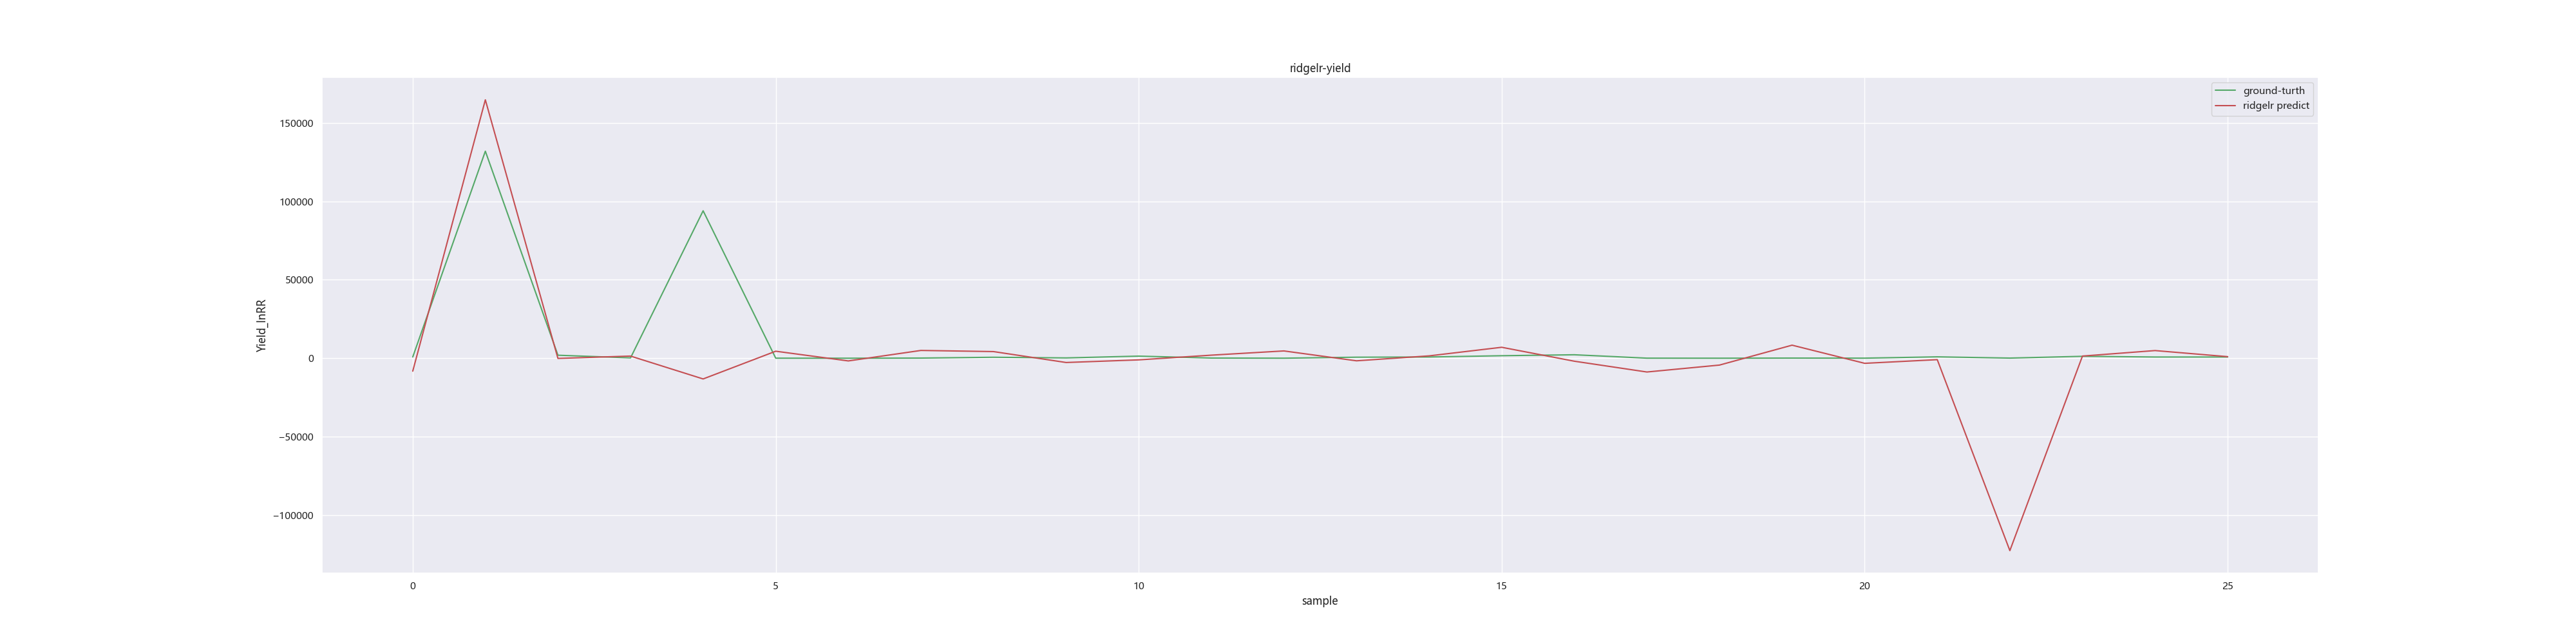 ridgelr-yield
ground-turth
ridgelr predict
150000
100000
50000
0
−50000
−100000
Yield_lnRR
0 5 10 15 20 25
sample